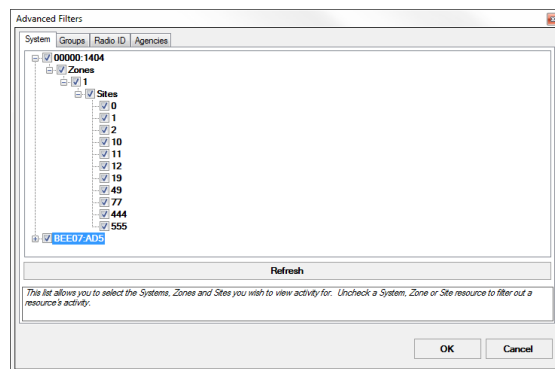 Advanced Filters
System Groups Radio ID Agencies
00000:1404
Zones
1
Sites
0
1
2
10
11
12
19
49
77
444
555
BEE07:AD5
Refresh
This list allows you to select the Systems, Zones and Sites you wish to view activity for. Uncheck a System, Zone or Site resource to filter out a
resource's activity.
OK Cancel